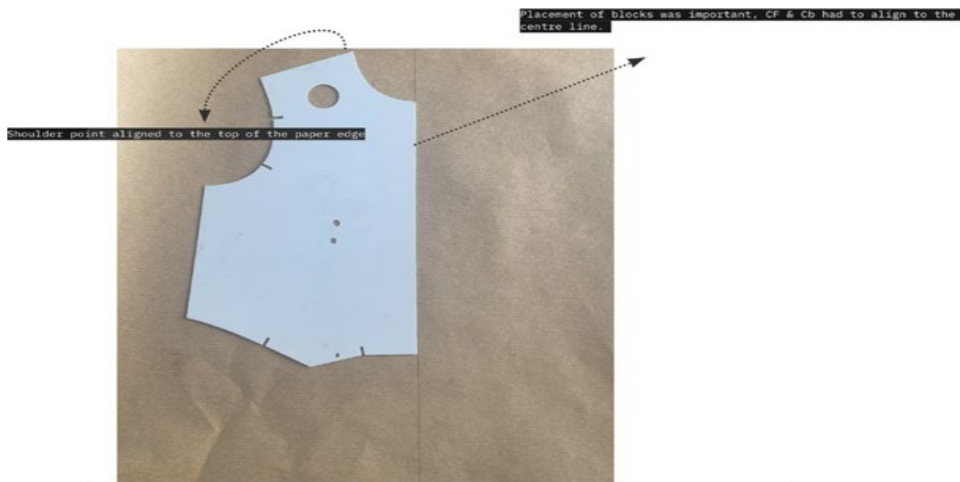 Placement of blocks was important, CF & Cb had to align to the
centre line.
Shoulder point aligned to the top of the paper edge